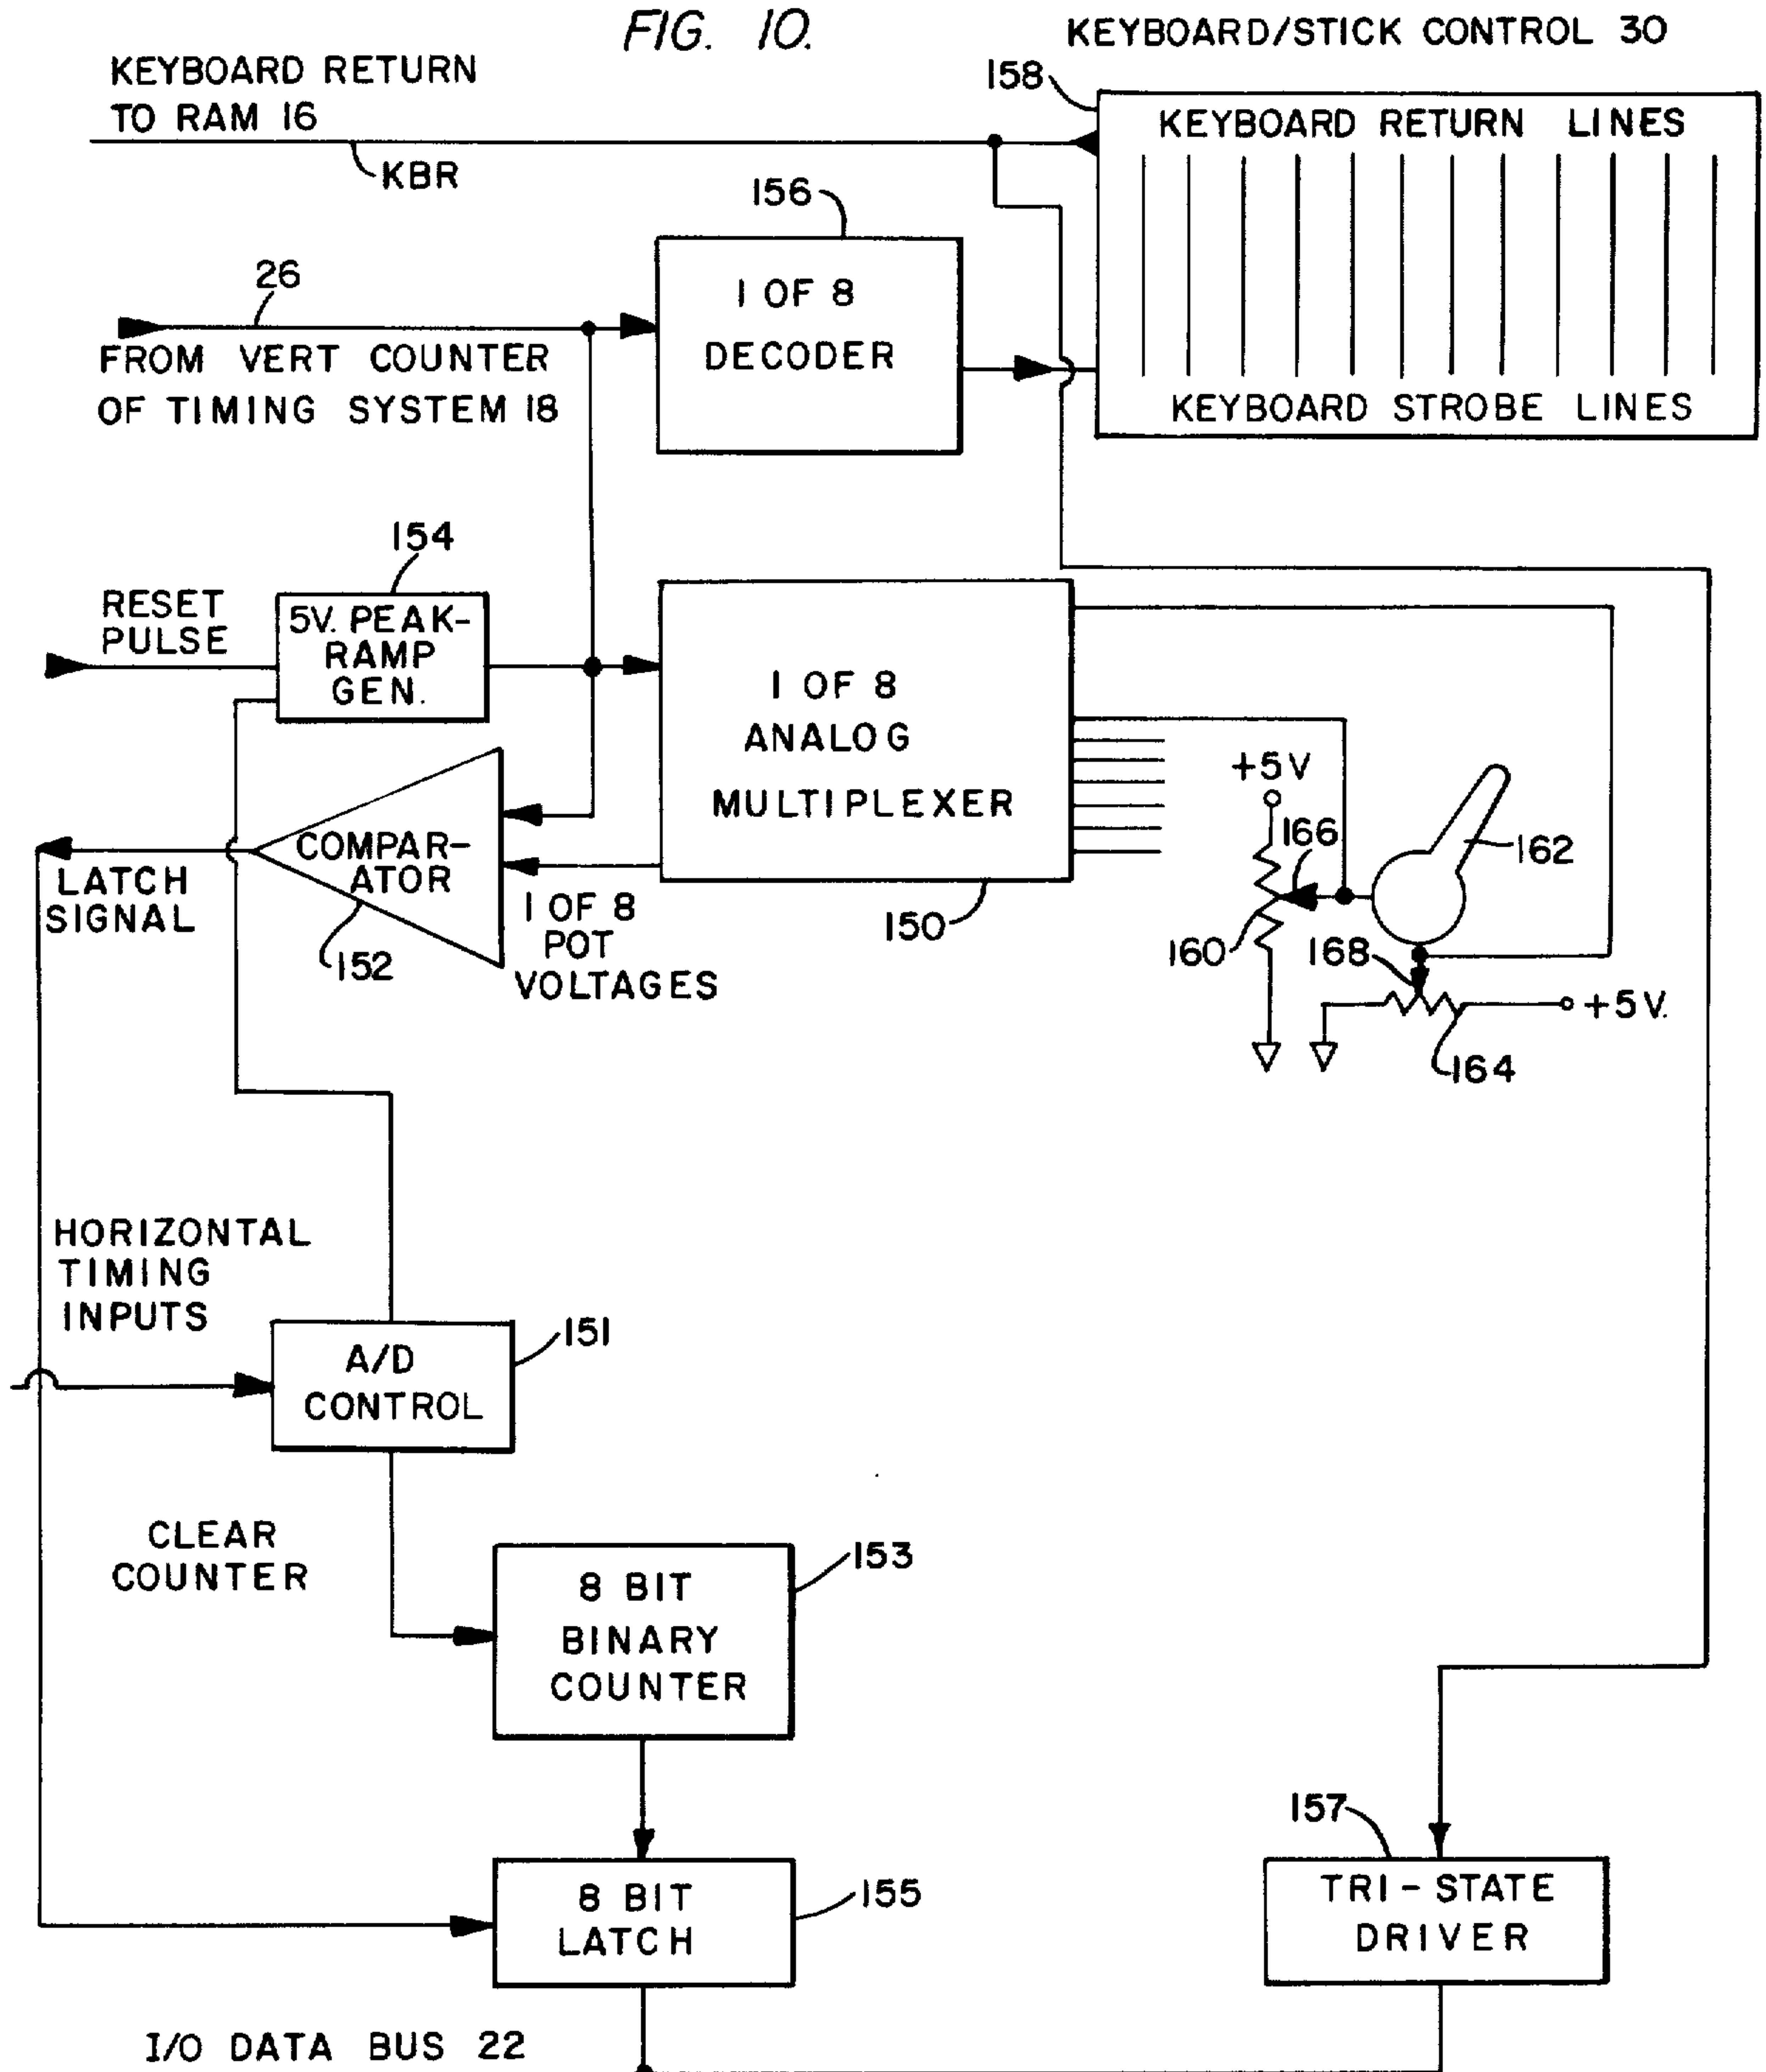 FIG. 10.
KEYBOARD/STICK CONTROL 30
KEYBOARD RETURN
TO RAM 16
KBR
158
KEYBOARD RETURN LINES
KEYBOARD STROBE LINES
156
1 OF 8
DECODER
26
FROM VERT COUNTER
OF TIMING SYSTEM 18
154
RESET
PULSE
5V. PEAK-
RAMP
GEN.
1 OF 8
ANALOG
MULTIPLEXER
150
COMPAR-
ATOR
152
LATCH
SIGNAL
1 OF 8
POT
VOLTAGES
+5V
166
162
160
168
+5V.
164
HORIZONTAL
TIMING
INPUTS
151
A/D
CONTROL
CLEAR
COUNTER
153
8 BIT
BINARY
COUNTER
155
8 BIT
LATCH
157
TRI-STATE
DRIVER
I/O DATA BUS 22